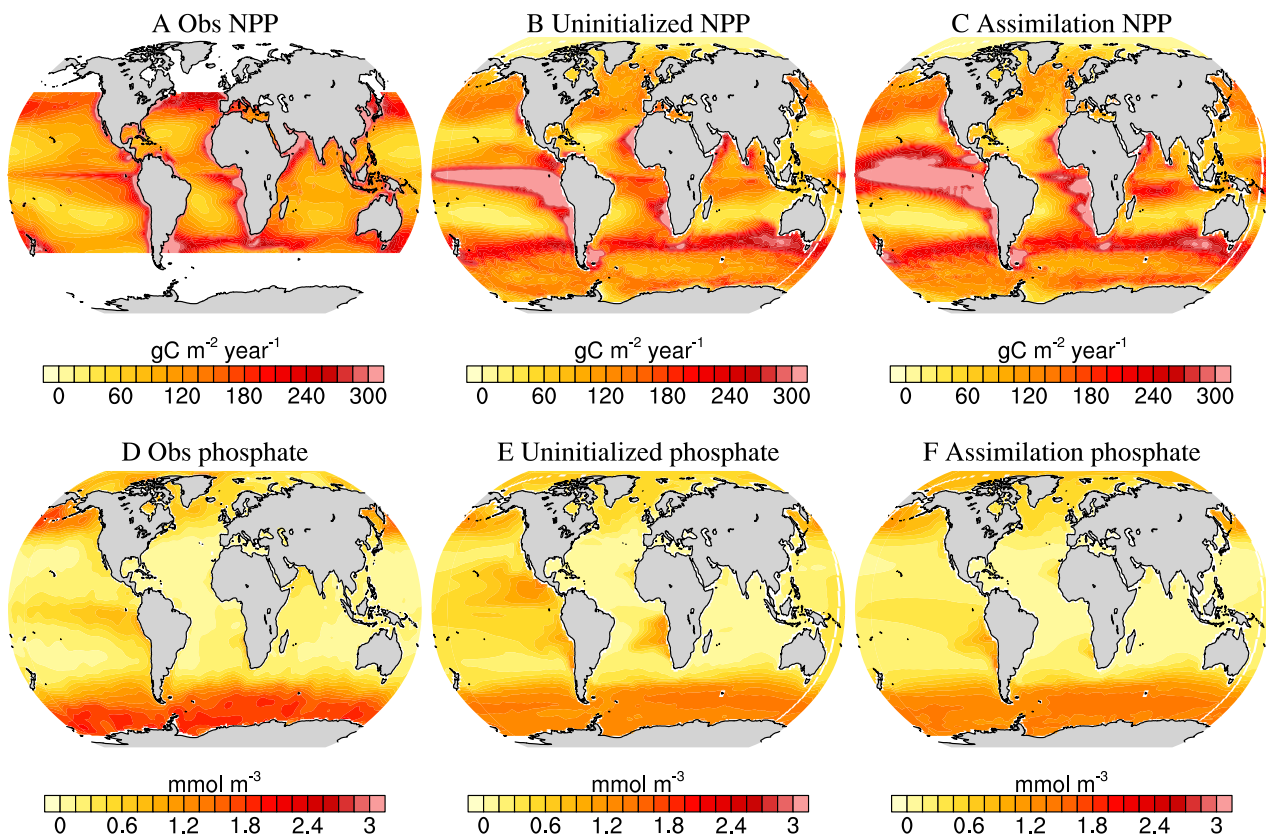 A Obs NPP
B Uninitialized NPP
C Assimilation NPP
gC m⁻² year⁻¹
0 60 120 180 240 300
gC m⁻² year⁻¹
0 60 120 180 240 300
gC m⁻² year⁻¹
0 60 120 180 240 300
D Obs phosphate
E Uninitialized phosphate
F Assimilation phosphate
mmol m⁻³
0 0.6 1.2 1.8 2.4 3
mmol m⁻³
0 0.6 1.2 1.8 2.4 3
mmol m⁻³
0 0.6 1.2 1.8 2.4 3